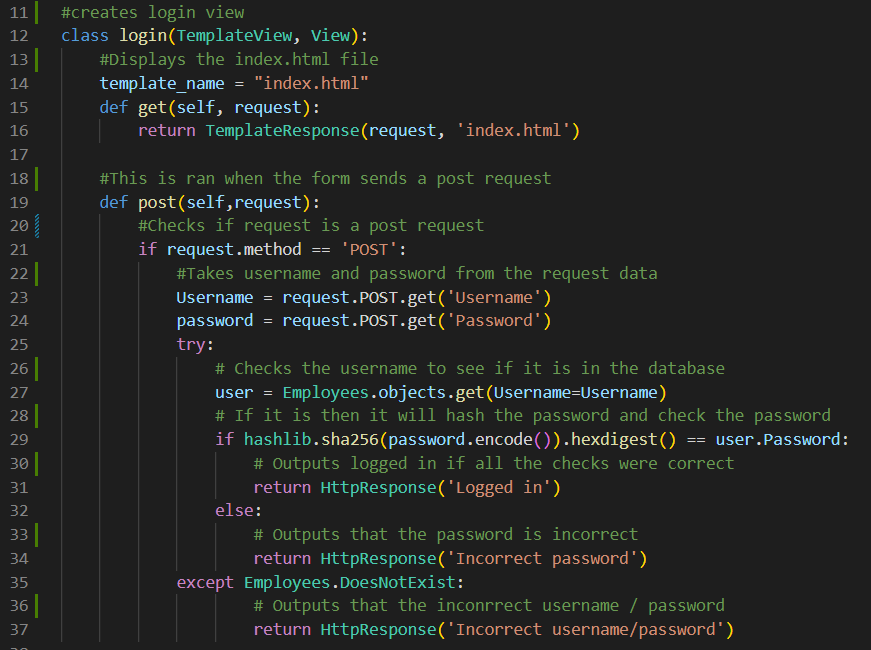 11 #creates login view
12 class login(TemplateView, View):
13 #Displays the index.html file
14 template_name = "index.html"
15 def get(self, request):
16 return TemplateResponse(request, 'index.html')
17
18 #This is ran when the form sends a post request
19 def post(self,request):
20 #Checks if request is a post request
21 if request.method == 'POST':
22 #Takes username and password from the request data
23 Username = request.POST.get('Username')
24 password = request.POST.get('Password')
25 try:
26 # Checks the username to see if it is in the database
27 user = Employees.objects.get(Username=Username)
28 # If it is then it will hash the password and check the password
29 if hashlib.sha256(password.encode()).hexdigest() == user.Password:
30 # Outputs logged in if all the checks were correct
31 return HttpResponse('Logged in')
32 else:
33 # Outputs that the password is incorrect
34 return HttpResponse('Incorrect password')
35 except Employees.DoesNotExist:
36 # Outputs that the inconrrect username / password
37 return HttpResponse('Incorrect username/password')